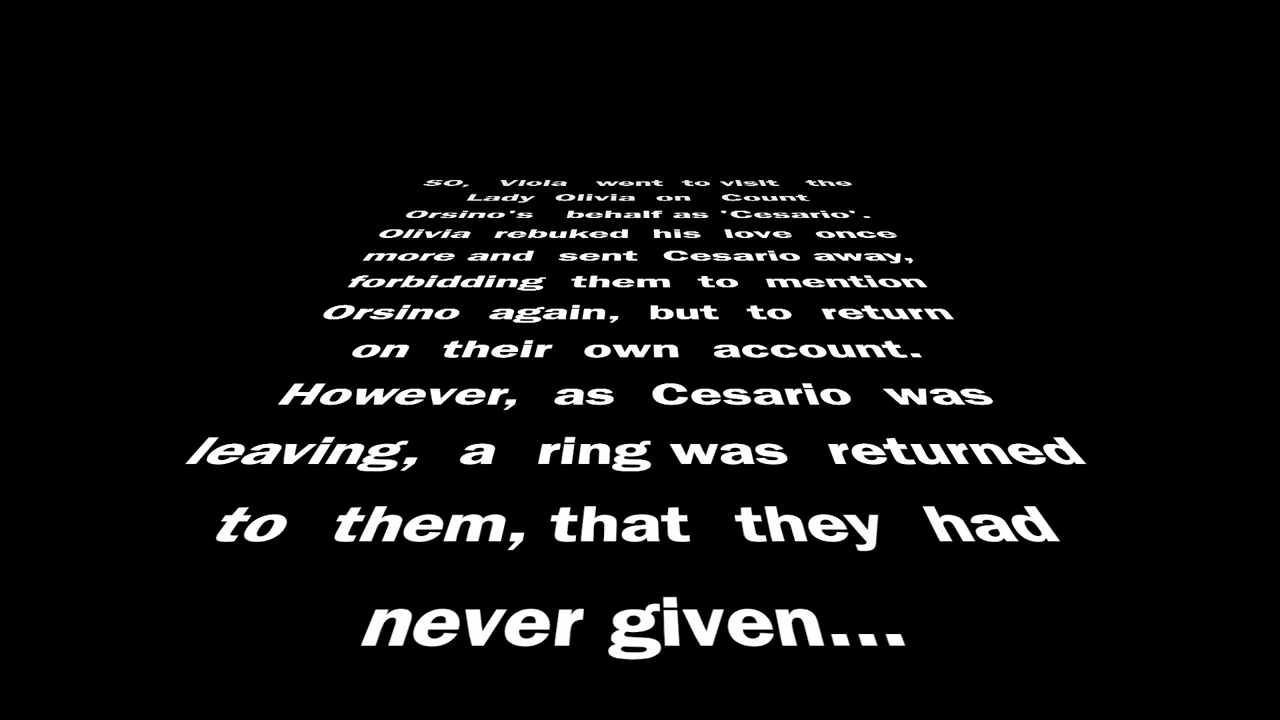 SO, Viola went to visit the
Lady Olivia on Count
Orsino's behalf as 'Cesario'.
Olivia rebuked his love once
more and sent Cesario away,
forbidding them to mention
Orsino again, but to return
on their own account.
However, as Cesario was
leaving, a ring was returned
to them, that they had
never given...